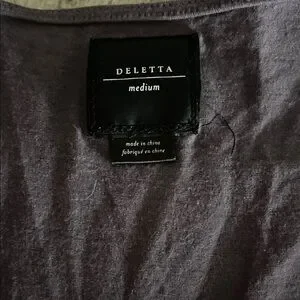 DELETTA
medium
made in china
fabriqué en chine